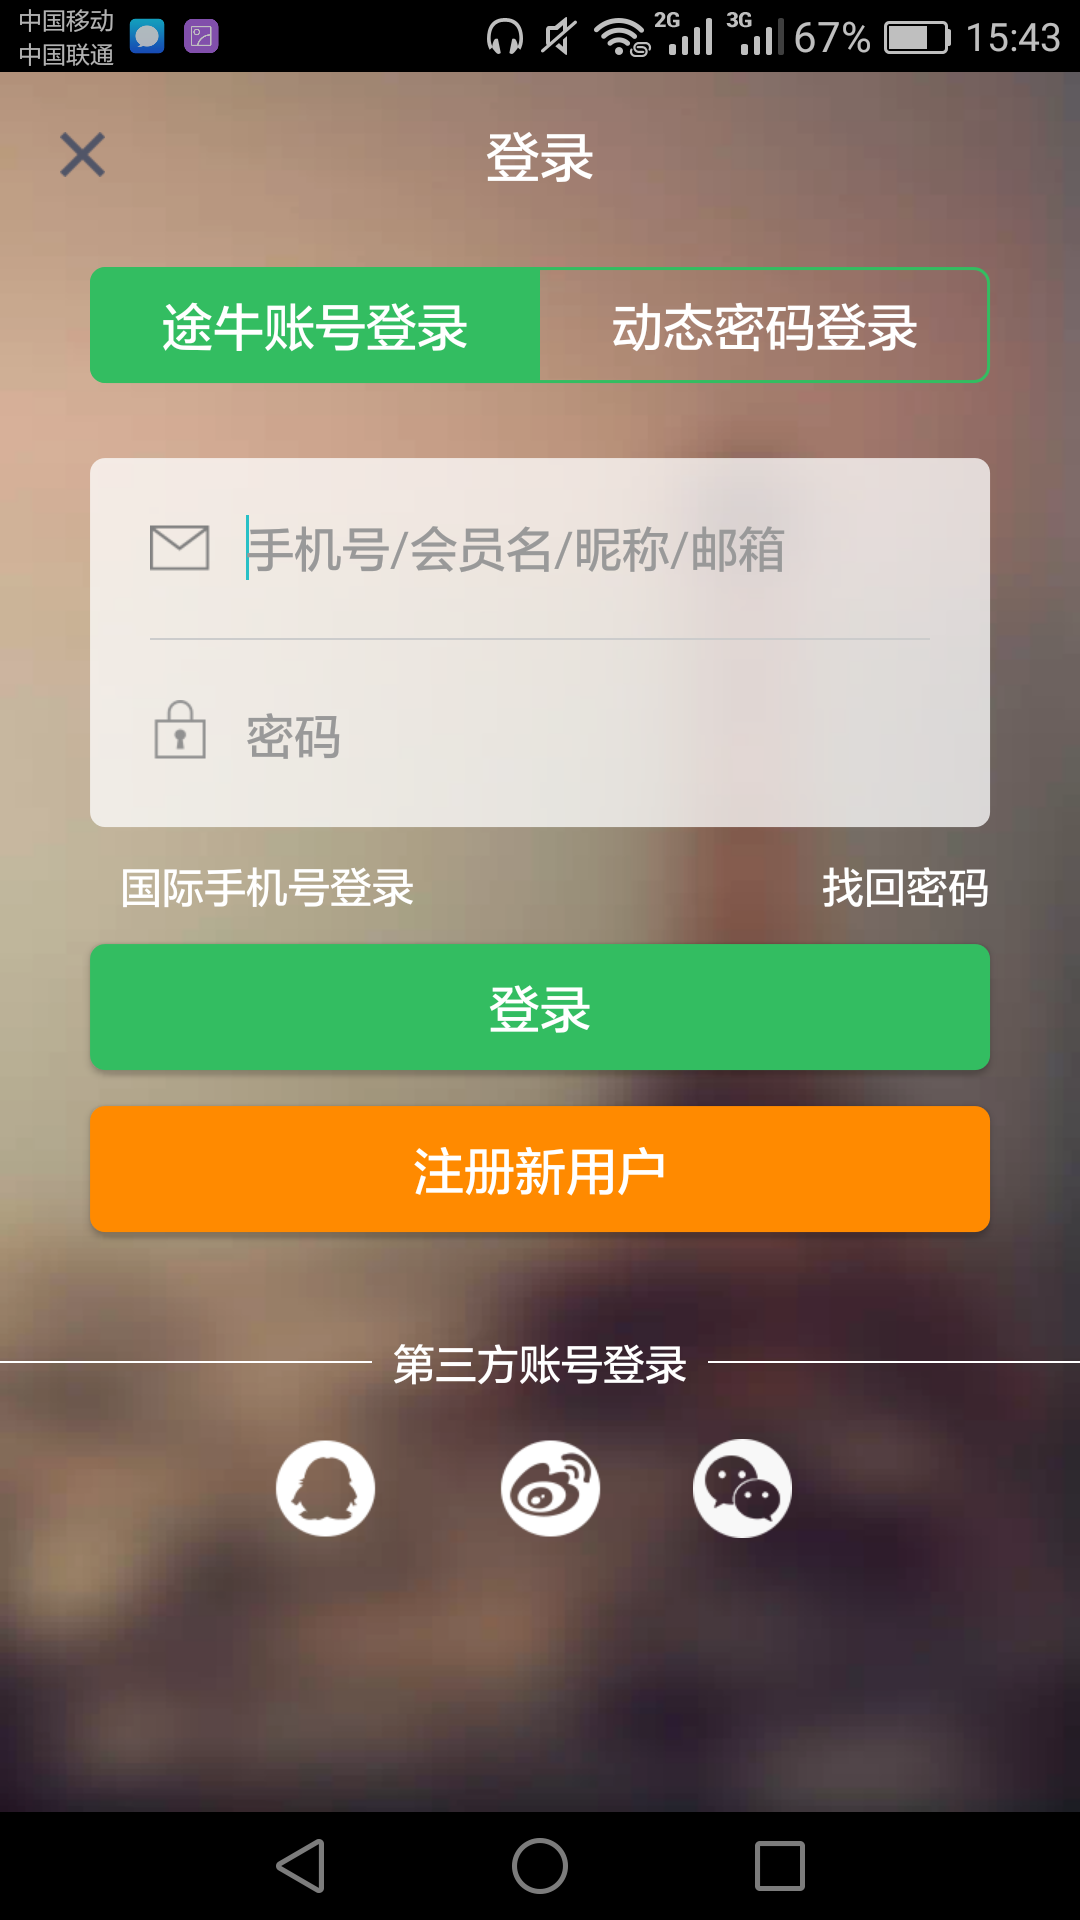 中国移动
中国联通
2G 3G 67% 15:43
登录
途牛账号登录 动态密码登录
手机号/会员名/昵称/邮箱
密码
国际手机号登录 找回密码
登录
注册新用户
第三方账号登录